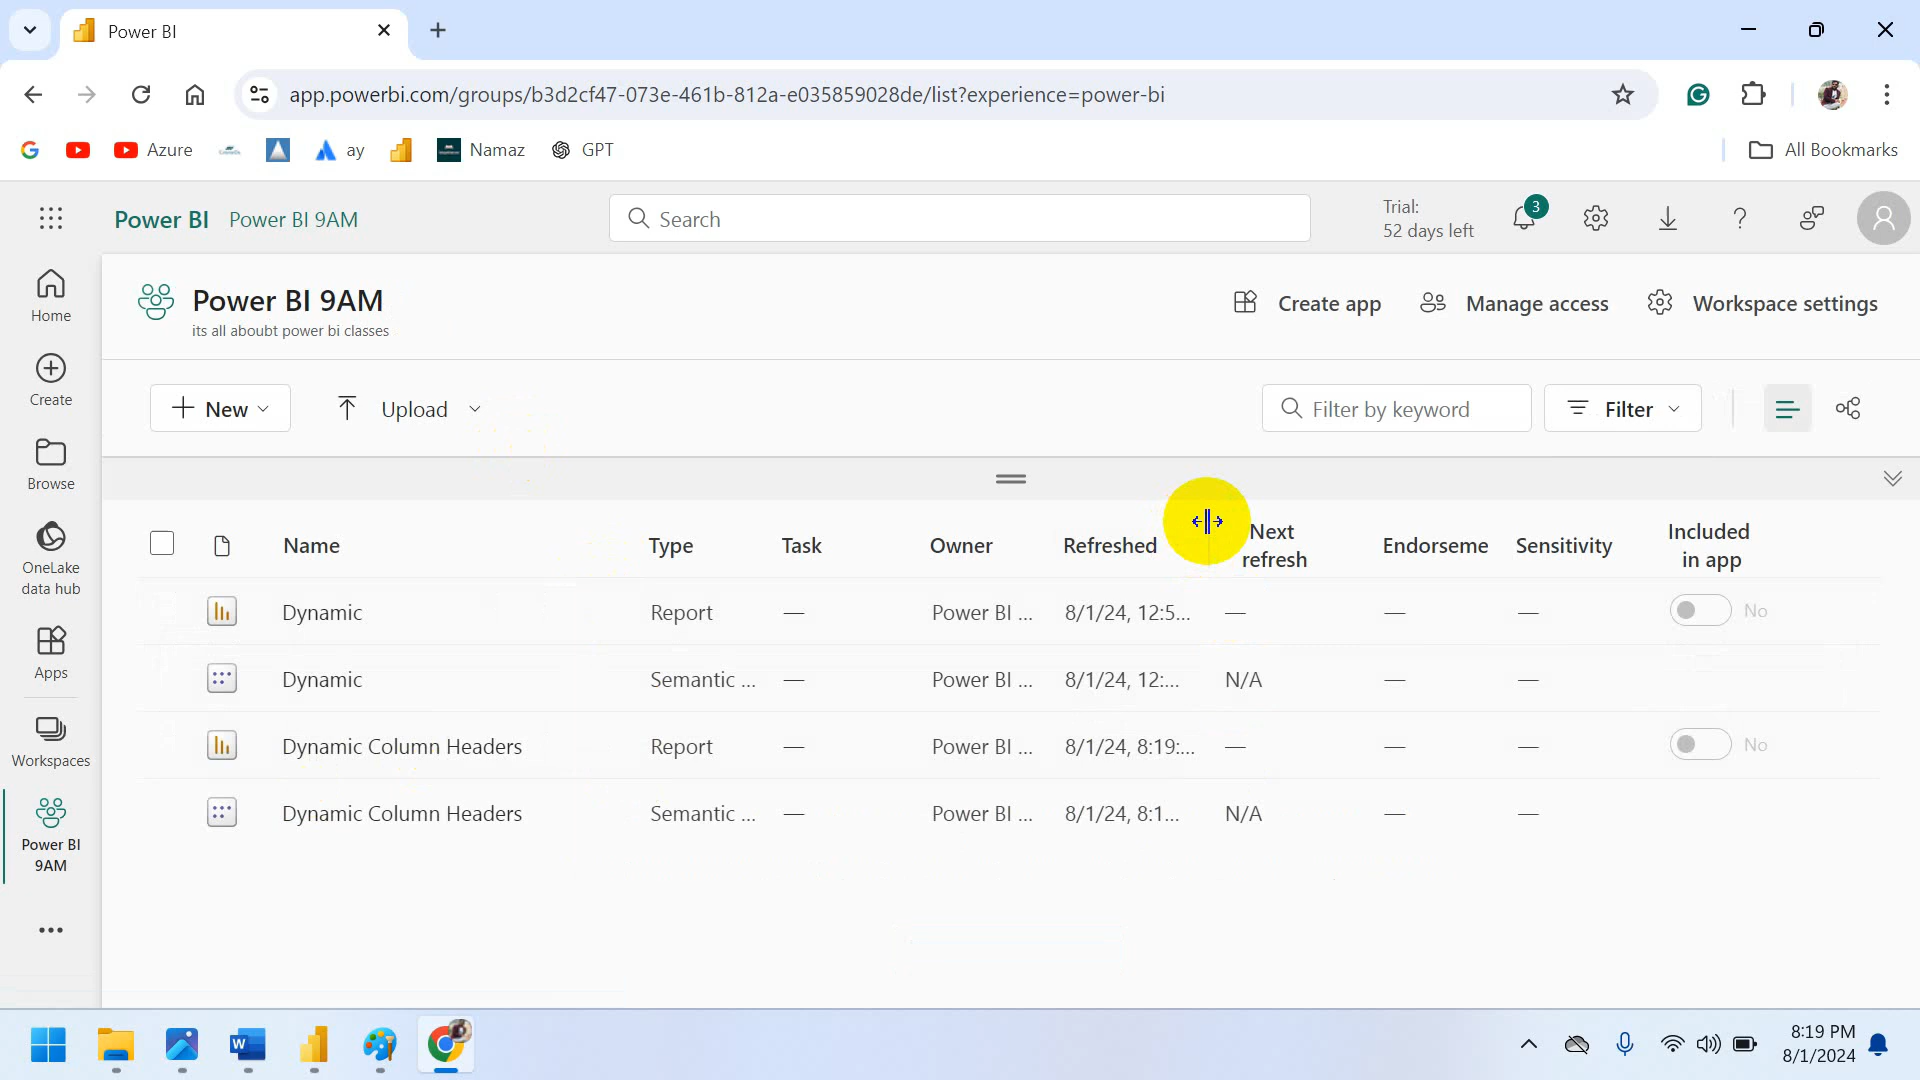 Power BI
app.powerbi.com/groups/b3d2cf47-073e-461b-812a-e035859028de/list?experience=power-bi
Azure ay Namaz GPT All Bookmarks
Power BI Power BI 9AM Search Trial: 52 days left 3
Home
Create
Browse
OneLake
data hub
Apps
Workspaces
Power BI
9AM
Power BI 9AM
its all aboubt power bi classes
Create app Manage access Workspace settings
New Upload Filter by keyword Filter
Name Type Task Owner Refreshed Next refresh Endorseme Sensitivity Included in app
Dynamic Report — Power BI ... 8/1/24, 12:5... — — — No
Dynamic Semantic ... — Power BI ... 8/1/24, 12:... N/A — —
Dynamic Column Headers Report — Power BI ... 8/1/24, 8:19:... — — — No
Dynamic Column Headers Semantic ... — Power BI ... 8/1/24, 8:1... N/A — —
8:19 PM
8/1/2024